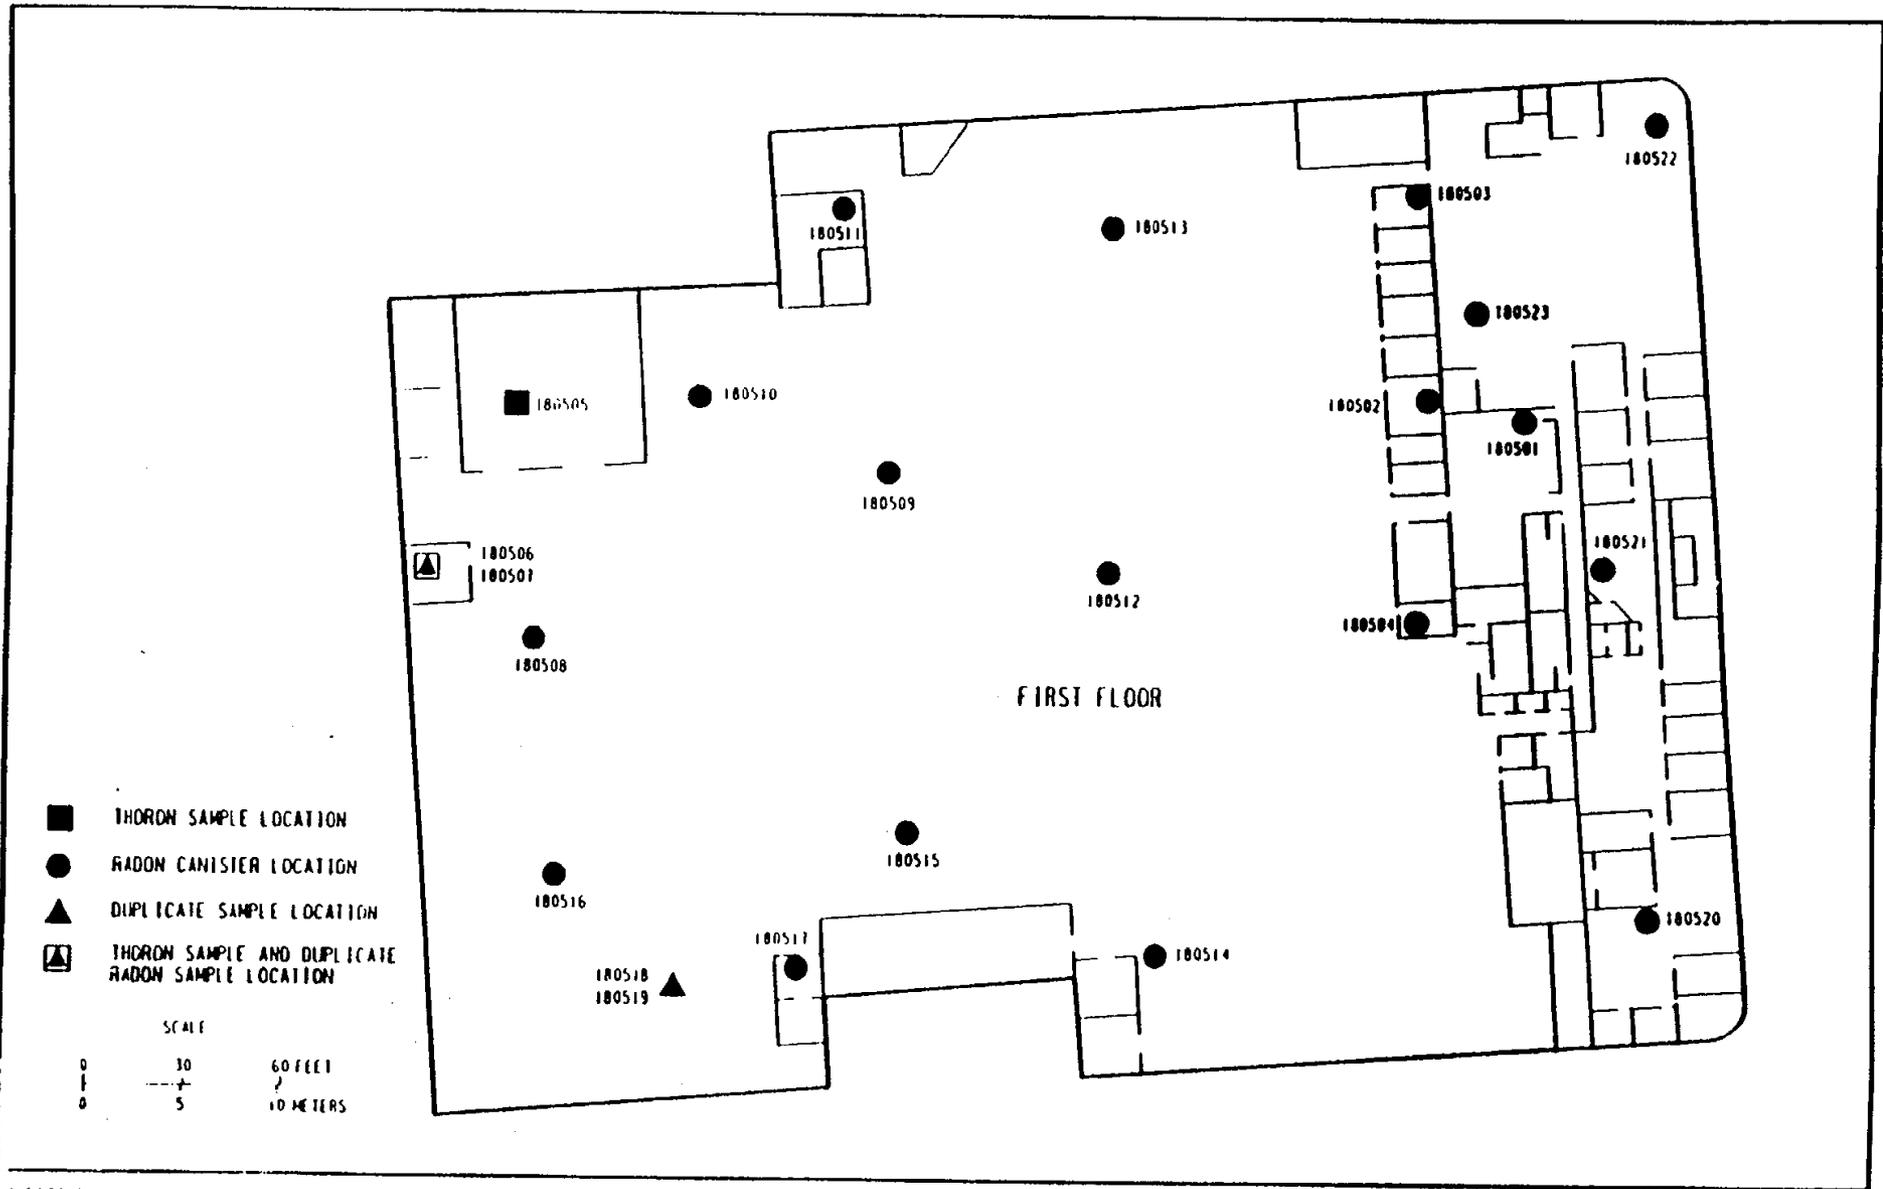 180522
180503
180511
180513
180523
180505
180510
180502
180501
180509
180506
180507
180521
180512
180504
180508
FIRST FLOOR
THORON SAMPLE LOCATION
RADON CANISTER LOCATION
180515
180516
DUPLICATE SAMPLE LOCATION
180520
180517
THORON SAMPLE AND DUPLICATE
RADON SAMPLE LOCATION
180514
180518
180519
SCALE
0 30 60 FEET
0 5 10 METERS